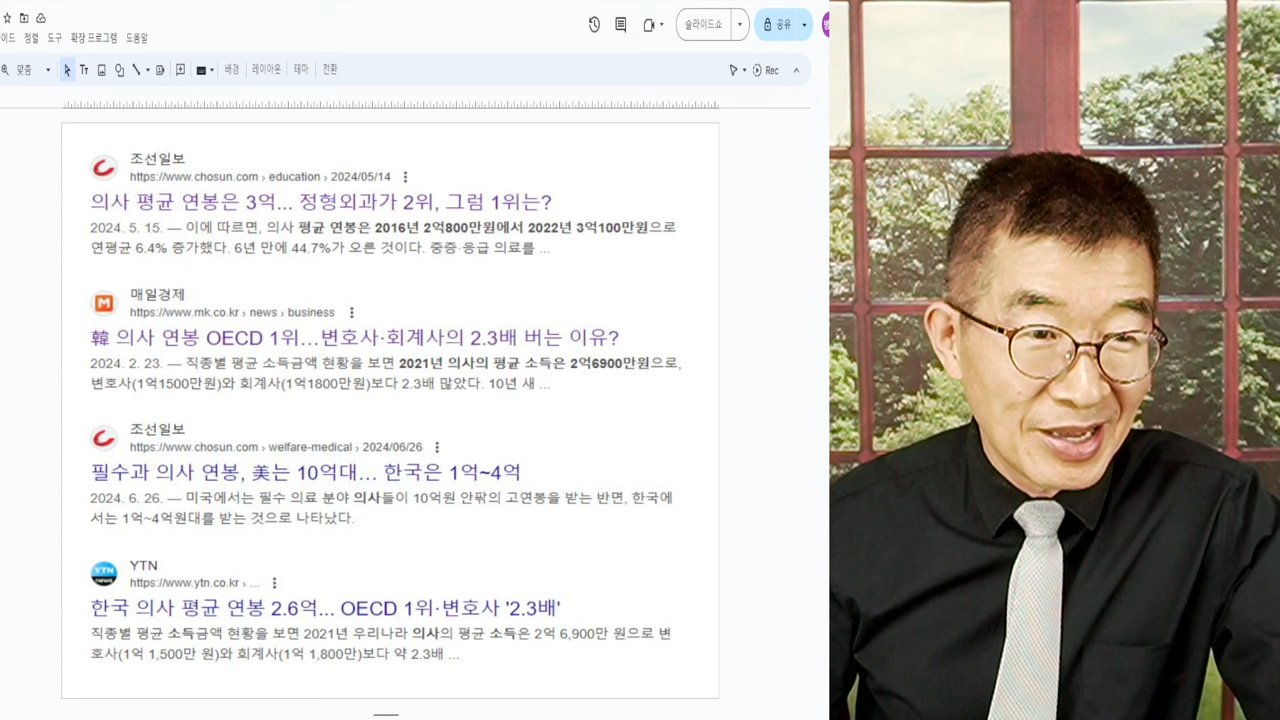 이드 정렬 도구 확장 프로그램 도움말
슬라이드쇼
공유
맞춤
Tт
배경 레이아웃 테마 전환
Rec
조선일보
https://www.chosun.com › education › 2024/05/14
의사 평균 연봉은 3억... 정형외과가 2위, 그럼 1위는?
2024. 5. 15. — 이에 따르면, 의사 평균 연봉은 2016년 2억800만원에서 2022년 3억100만원으로
연평균 6.4% 증가했다. 6년 만에 44.7%가 오른 것이다. 중증·응급 의료를 ...
M
매일경제
https://www.mk.co.kr › news › business
韓 의사 연봉 OECD 1위…변호사·회계사의 2.3배 버는 이유?
2024. 2. 23. — 직종별 평균 소득금액 현황을 보면 2021년 의사의 평균 소득은 2억6900만원으로,
변호사(1억1500만원)와 회계사(1억1800만원)보다 2.3배 많았다. 10년 새 ...
조선일보
https://www.chosun.com › welfare-medical › 2024/06/26
필수과 의사 연봉, 美는 10억대... 한국은 1억~4억
2024. 6. 26. — 미국에서는 필수 의료 분야 의사들이 10억원 안팎의 고연봉을 받는 반면, 한국에
서는 1억~4억원대를 받는 것으로 나타났다.
YTN
news
YTN
https://www.ytn.co.kr › ...
한국 의사 평균 연봉 2.6억... OECD 1위·변호사 '2.3배'
직종별 평균 소득금액 현황을 보면 2021년 우리나라 의사의 평균 소득은 2억 6,900만 원으로 변
호사(1억 1,500만 원)와 회계사(1억 1,800만)보다 약 2.3배 ...